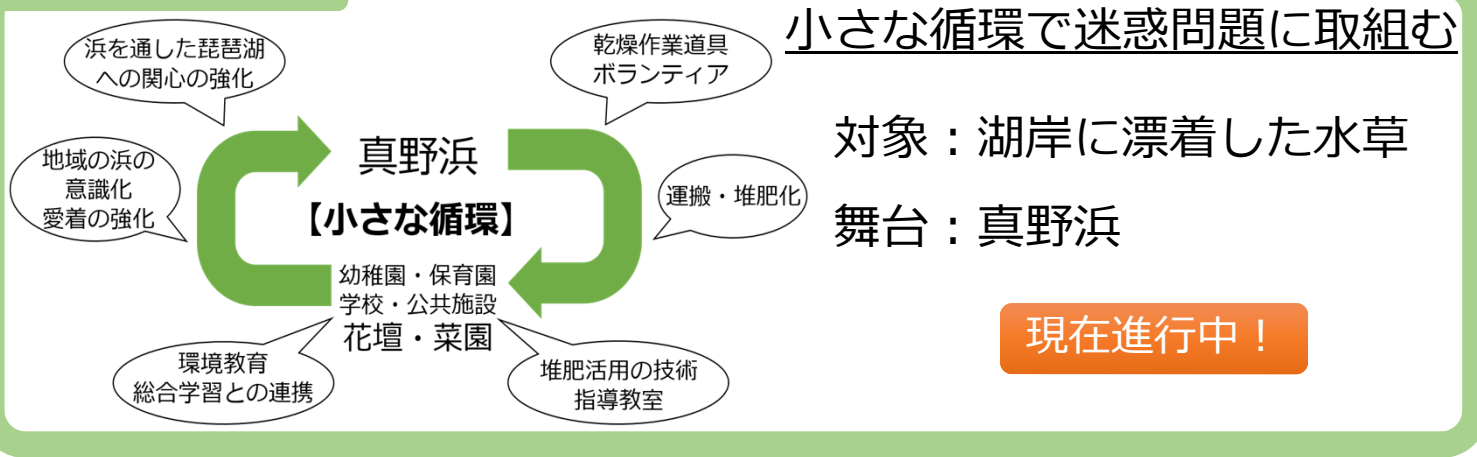 小さな循環で迷惑問題に取組む
浜を通した琵琶湖
への関心の強化
乾燥作業道具
ボランティア
地域の浜の
意識化
愛着の強化
真野浜
【小さな循環】
運搬・堆肥化
幼稚園・保育園
学校・公共施設
花壇・菜園
環境教育
総合学習との連携
堆肥活用の技術
指導教室
対象：湖岸に漂着した水草
舞台：真野浜
現在進行中！